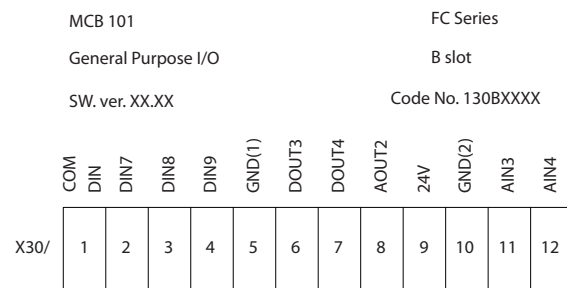 MCB 101 FC Series
General Purpose I/O B slot
SW. ver. XX.XX Code No. 130BXXXX
COM DIN DIN7 DIN8 DIN9 GND(1) DOUT3 DOUT4 AOUT2 24V GND(2) AIN3 AIN4
X30/ 1 2 3 4 5 6 7 8 9 10 11 12